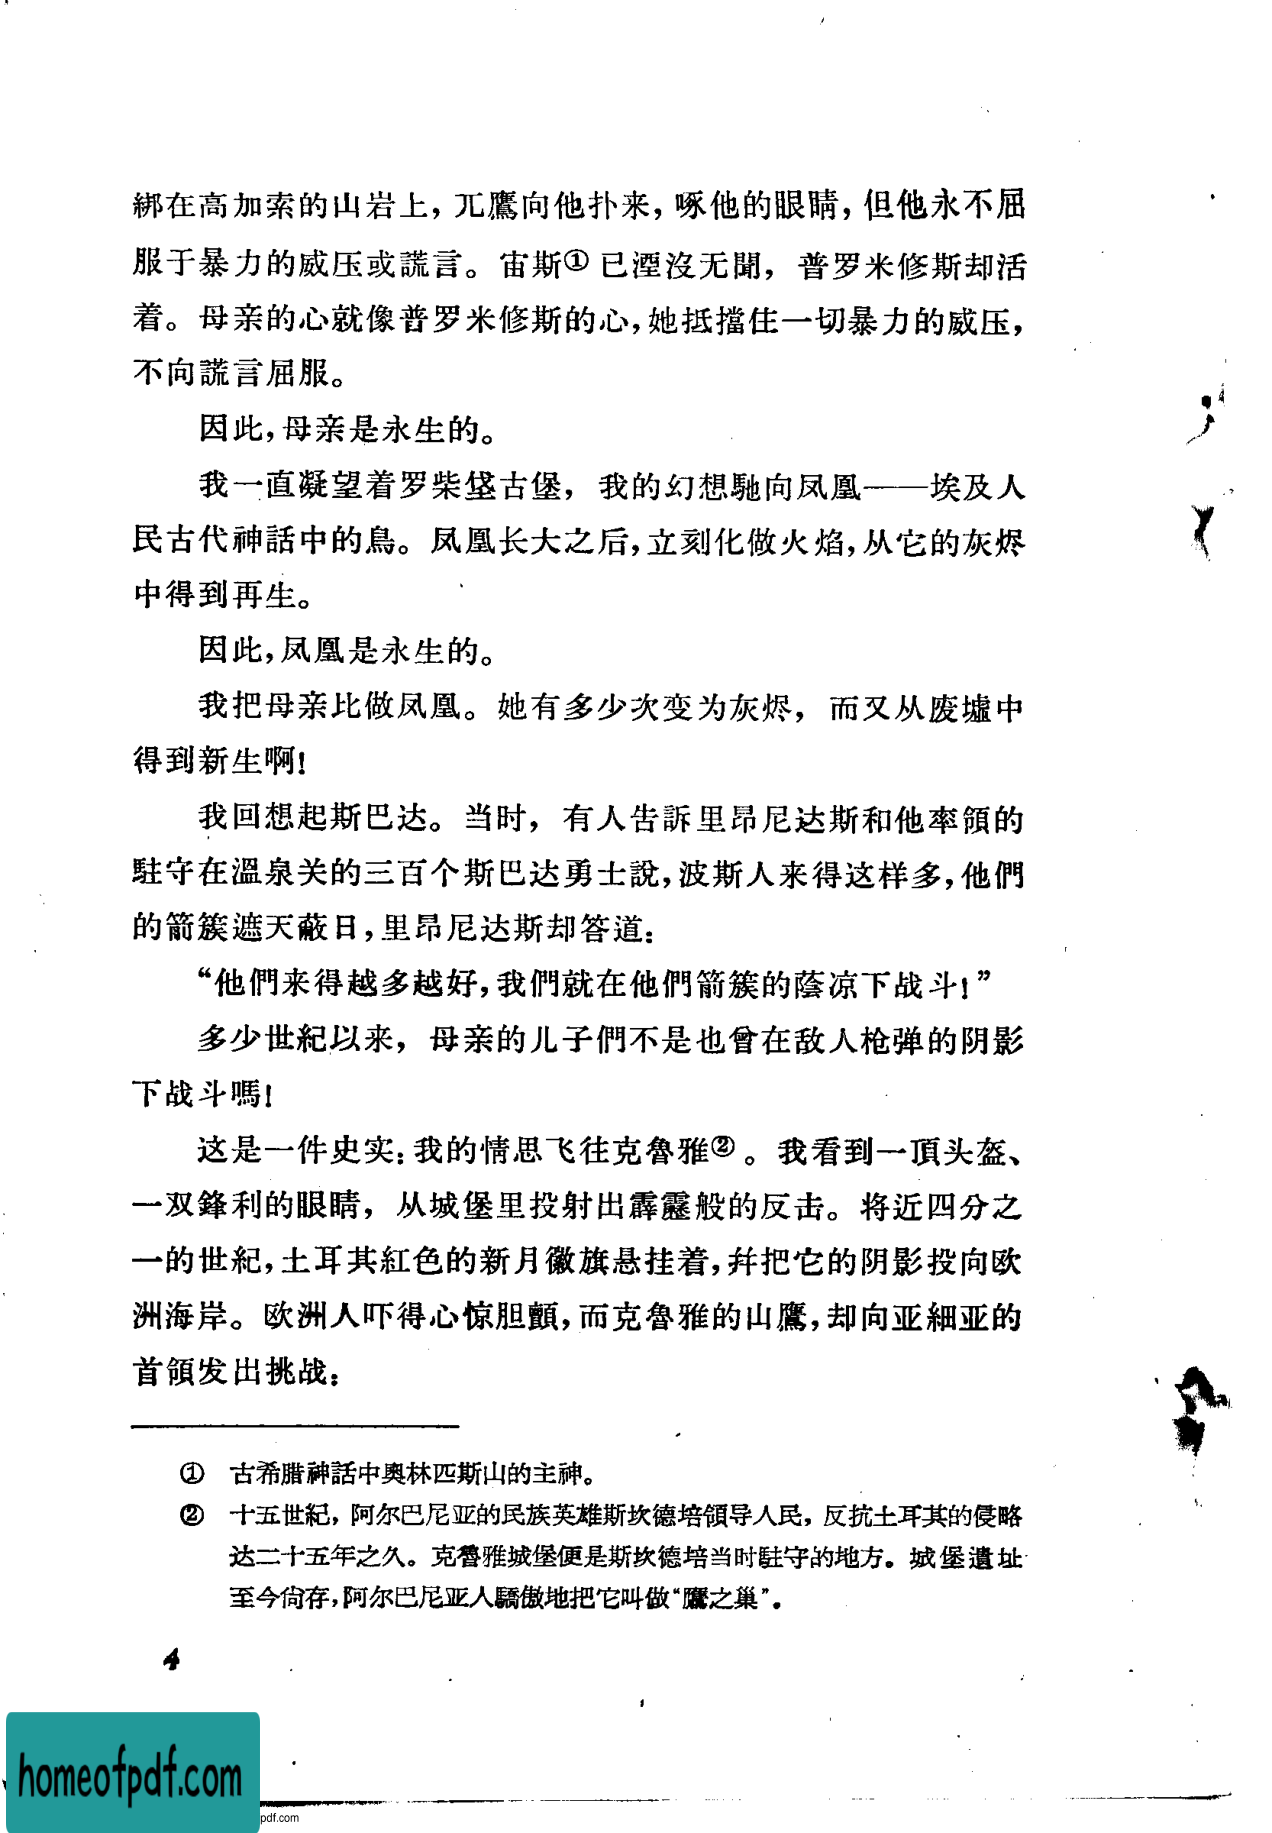 綁在高加索的山岩上，兀鷹向他扑来，啄他的眼睛，但他永不屈
服于暴力的威压或謊言。宙斯①已湮沒无聞，普罗米修斯却活
着。母亲的心就像普罗米修斯的心，她抵擋住一切暴力的威压，
不向謊言屈服。
因此，母亲是永生的。
我一直凝望着罗柴垡古堡，我的幻想馳向凤凰——埃及人
民古代神話中的鳥。凤凰长大之后，立刻化做火焰，从它的灰烬
中得到再生。
因此，凤凰是永生的。
我把母亲比做凤凰。她有多少次变为灰烬，而又从废墟中
得到新生啊！
我回想起斯巴达。当时，有人告訴里昂尼达斯和他率領的
駐守在溫泉关的三百个斯巴达勇士說，波斯人来得这样多，他們
的箭簇遮天蔽日，里昂尼达斯却答道：
“他們来得越多越好，我們就在他們箭簇的蔭凉下战斗！”
多少世紀以来，母亲的儿子們不是也曾在敌人枪弹的阴影
下战斗嗎！
这是一件史实：我的情思飞往克魯雅②。我看到一頂头盔、
一双鋒利的眼睛，从城堡里投射出霹靂般的反击。将近四分之
一的世紀，土耳其紅色的新月徽旗悬挂着，幷把它的阴影投向欧
洲海岸。欧洲人吓得心惊胆顫，而克魯雅的山鷹，却向亚細亚的
首領发出挑战：
① 古希腊神話中奧林匹斯山的主神。
② 十五世紀，阿尔巴尼亚的民族英雄斯坎德培領导人民，反抗土耳其的侵略
达二十五年之久。克魯雅城堡便是斯坎德培当时駐守的地方。城堡遺址
至今尙存，阿尔巴尼亚人驕傲地把它叫做“鷹之巢”。
4
homeofpdf.com
pdf.com